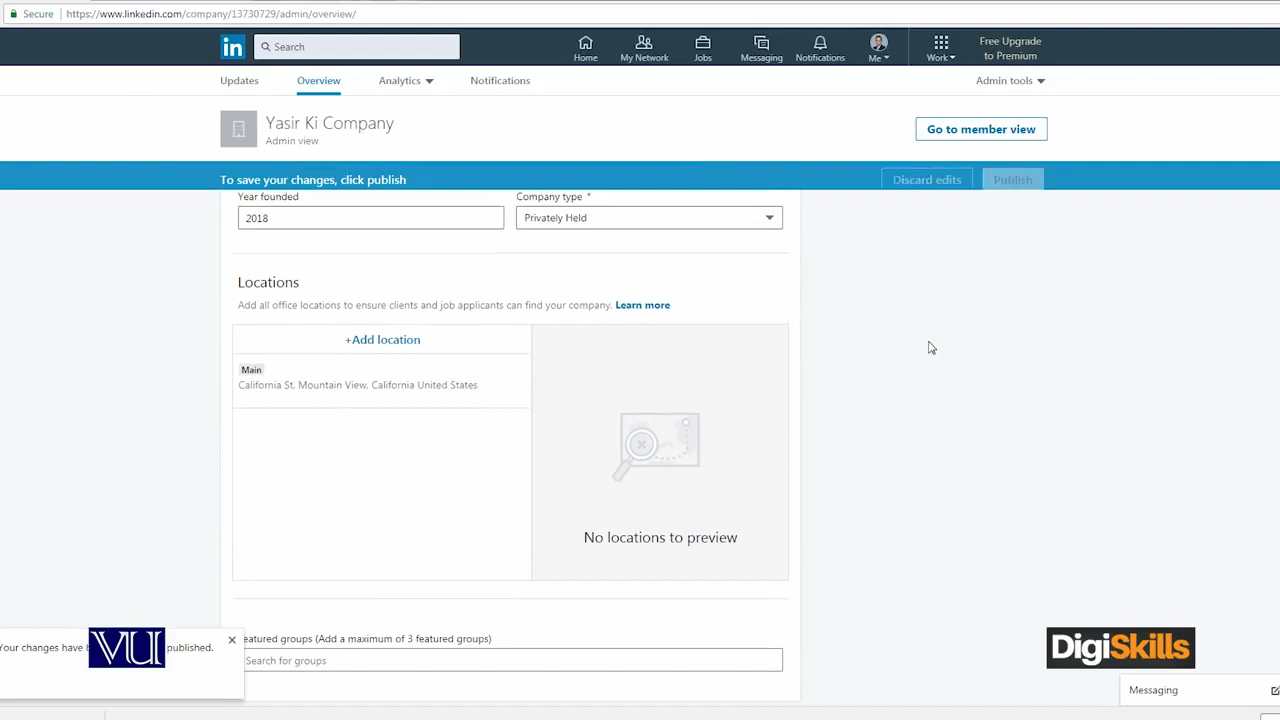 Secure https://www.linkedin.com/company/13730729/admin/overview/
in Search Home My Network Jobs Messaging Notifications Me Work Free Upgrade to Premium
Updates Overview Analytics Notifications Admin tools
Yasir Ki Company
Admin view
Go to member view
To save your changes, click publish Discard edits Publish
Year founded Company type *
2018 Privately Held
Locations
Add all office locations to ensure clients and job applicants can find your company. Learn more
+Add location
Main
California St. Mountain View, California United States
No locations to preview
eatured groups (Add a maximum of 3 featured groups)
Your changes have b VU published.
Search for groups
DigiSkills
Messaging